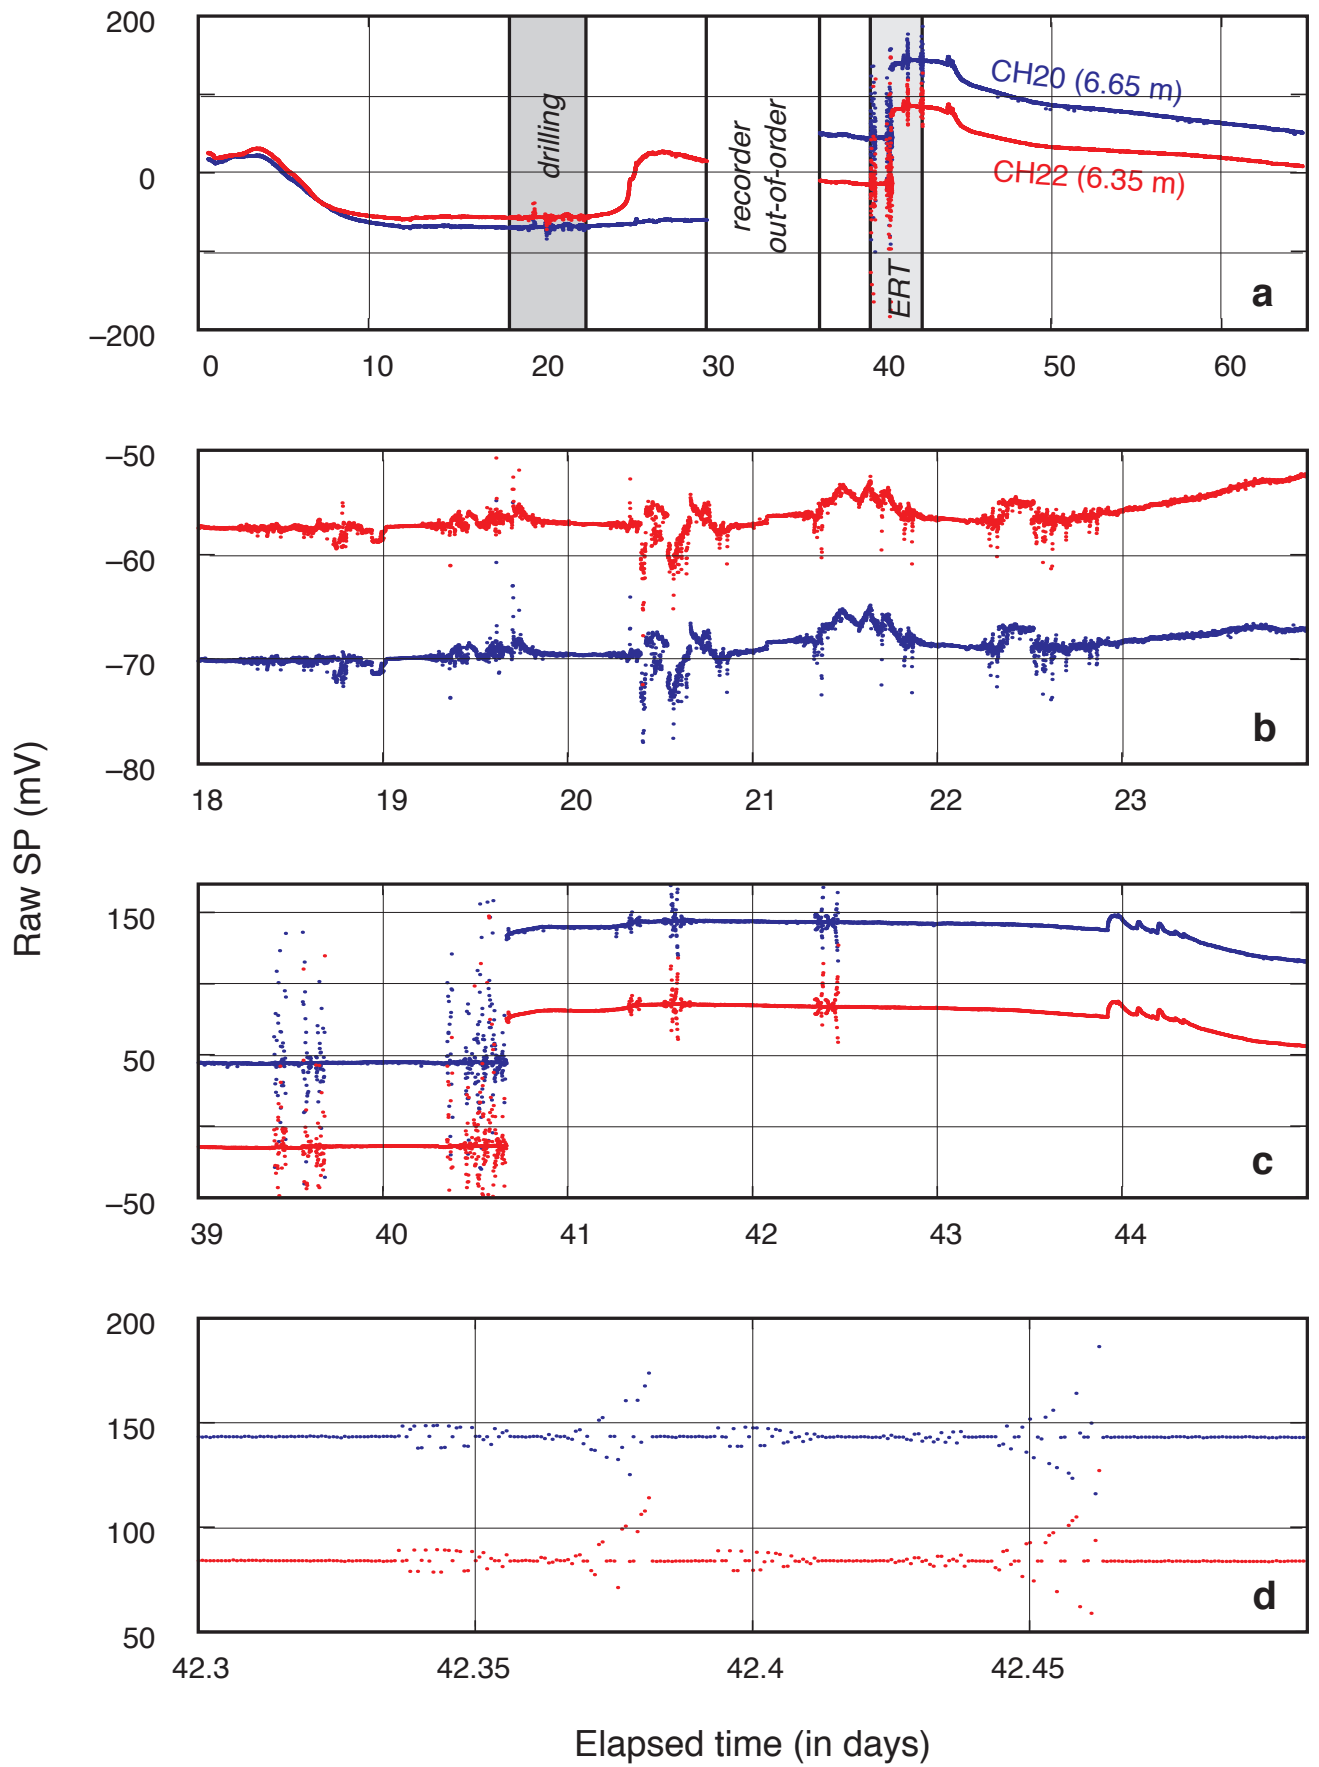 200
0
–200
drilling
recorder
out-of-order
ERT
CH20 (6.65 m)
CH22 (6.35 m)
a
0 10 20 30 40 50 60
–50
–60
–70
–80
b
18 19 20 21 22 23
Raw SP (mV)
150
50
–50
c
39 40 41 42 43 44
200
150
100
50
d
42.3 42.35 42.4 42.45
Elapsed time (in days)